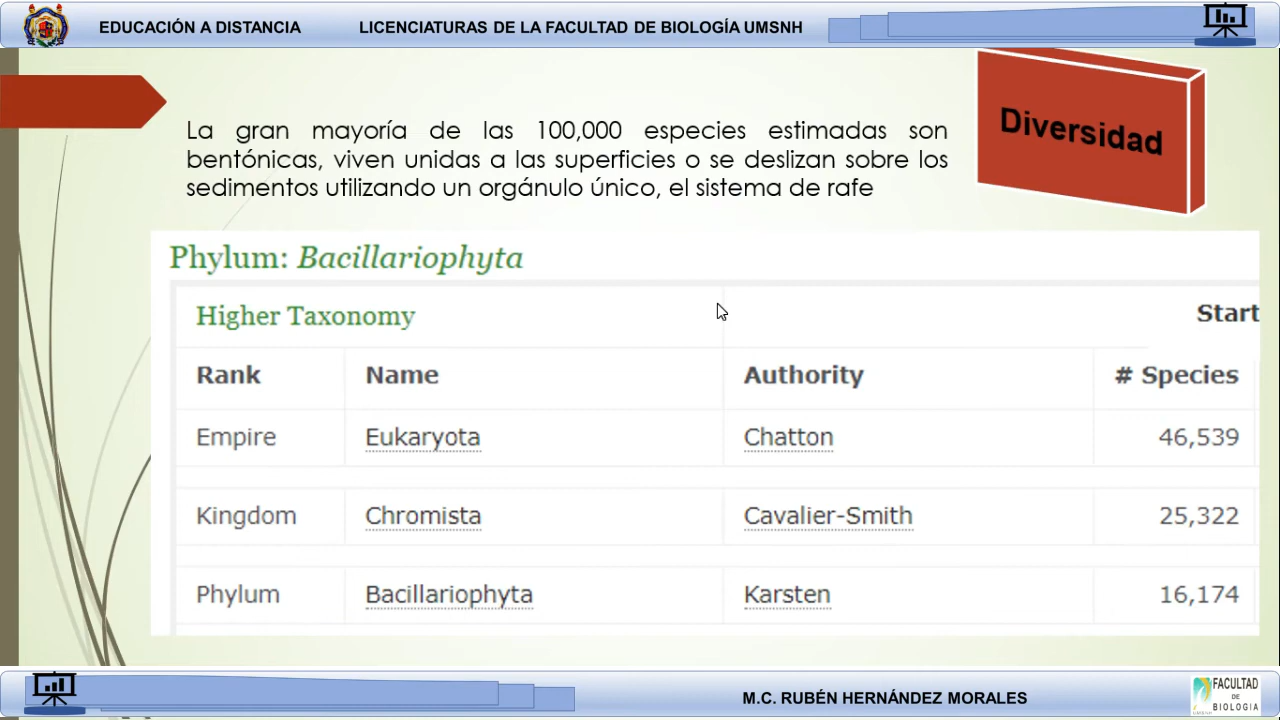 EDUCACIÓN A DISTANCIA LICENCIATURAS DE LA FACULTAD DE BIOLOGÍA UMSNH
Diversidad
La gran mayoría de las 100,000 especies estimadas son
bentónicas, viven unidas a las superficies o se deslizan sobre los
sedimentos utilizando un orgánulo único, el sistema de rafe
Phylum: Bacillariophyta
Higher Taxonomy Start
Rank Name Authority # Species
Empire Eukaryota Chatton 46,539
Kingdom Chromista Cavalier-Smith 25,322
Phylum Bacillariophyta Karsten 16,174
M.C. RUBÉN HERNÁNDEZ MORALES
FACULTAD
DE
BIOLOGIA